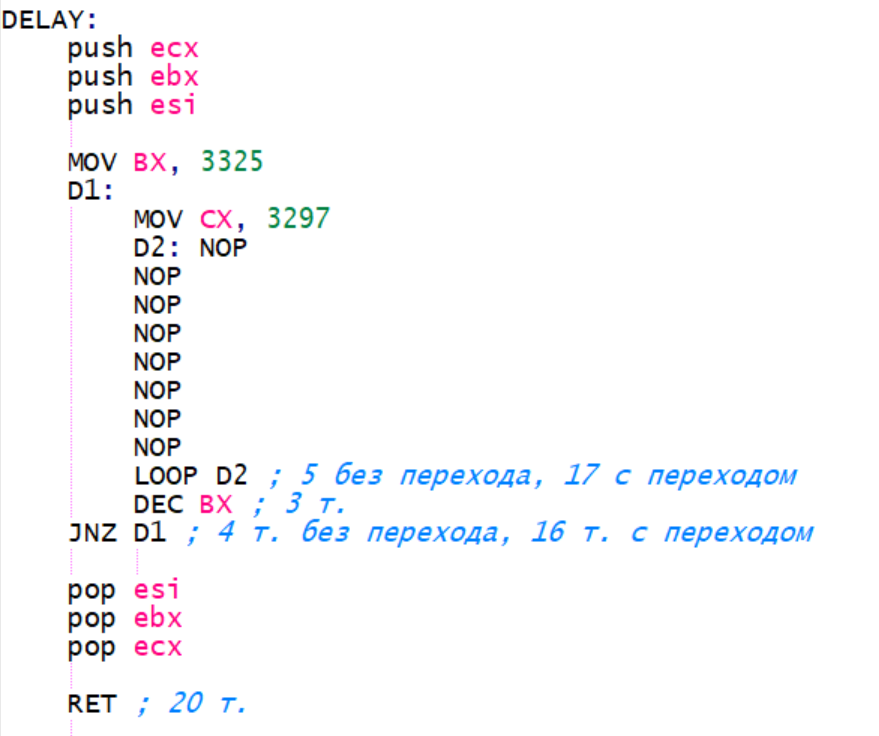 DELAY:
push ecx
push ebx
push esi
MOV BX, 3325
D1:
MOV CX, 3297
D2: NOP
NOP
NOP
NOP
NOP
NOP
NOP
NOP
LOOP D2 ; 5 без перехода, 17 с переходом
DEC BX ; 3 т.
JNZ D1 ; 4 т. без перехода, 16 т. с переходом
pop esi
pop ebx
pop ecx
RET ; 20 т.